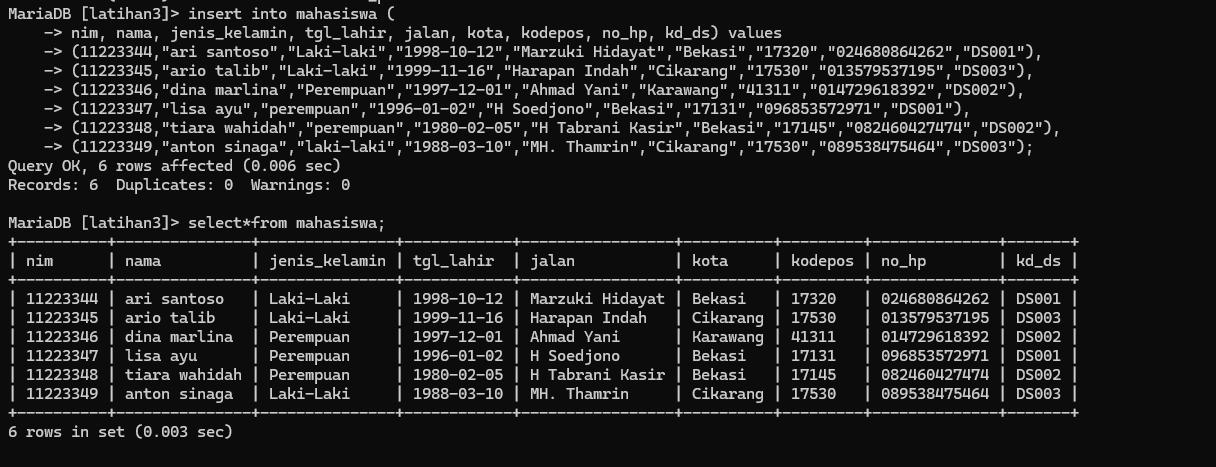 MariaDB [latihan3]> insert into mahasiswa (
    -> nim, nama, jenis_kelamin, tgl_lahir, jalan, kota, kodepos, no_hp, kd_ds) values
    -> (11223344,"ari santoso","Laki-laki","1998-10-12","Marzuki Hidayat","Bekasi","17320","024680864262","DS001"),
    -> (11223345,"ario talib","Laki-laki","1999-11-16","Harapan Indah","Cikarang","17530","013579537195","DS003"),
    -> (11223346,"dina marlina","Perempuan","1997-12-01","Ahmad Yani","Karawang","41311","014729618392","DS002"),
    -> (11223347,"lisa ayu","perempuan","1996-01-02","H Soedjono","Bekasi","17131","096853572971","DS001"),
    -> (11223348,"tiara wahidah","perempuan","1980-02-05","H Tabrani Kasir","Bekasi","17145","082460427474","DS002"),
    -> (11223349,"anton sinaga","laki-laki","1988-03-10","MH. Thamrin","Cikarang","17530","089538475464","DS003");
Query OK, 6 rows affected (0.006 sec)
Records: 6  Duplicates: 0  Warnings: 0
MariaDB [latihan3]> select*from mahasiswa;
+----------+---------------+---------------+------------+-----------------+----------+---------+--------------+-------+
| nim      | nama          | jenis_kelamin | tgl_lahir  | jalan           | kota     | kodepos | no_hp        | kd_ds |
+----------+---------------+---------------+------------+-----------------+----------+---------+--------------+-------+
| 11223344 | ari santoso   | Laki-Laki     | 1998-10-12 | Marzuki Hidayat | Bekasi   | 17320   | 024680864262 | DS001 |
| 11223345 | ario talib    | Laki-Laki     | 1999-11-16 | Harapan Indah   | Cikarang | 17530   | 013579537195 | DS003 |
| 11223346 | dina marlina  | Perempuan     | 1997-12-01 | Ahmad Yani      | Karawang | 41311   | 014729618392 | DS002 |
| 11223347 | lisa ayu      | Perempuan     | 1996-01-02 | H Soedjono      | Bekasi   | 17131   | 096853572971 | DS001 |
| 11223348 | tiara wahidah | Perempuan     | 1980-02-05 | H Tabrani Kasir | Bekasi   | 17145   | 082460427474 | DS002 |
| 11223349 | anton sinaga  | Laki-Laki     | 1988-03-10 | MH. Thamrin     | Cikarang | 17530   | 089538475464 | DS003 |
+----------+---------------+---------------+------------+-----------------+----------+---------+--------------+-------+
6 rows in set (0.003 sec)